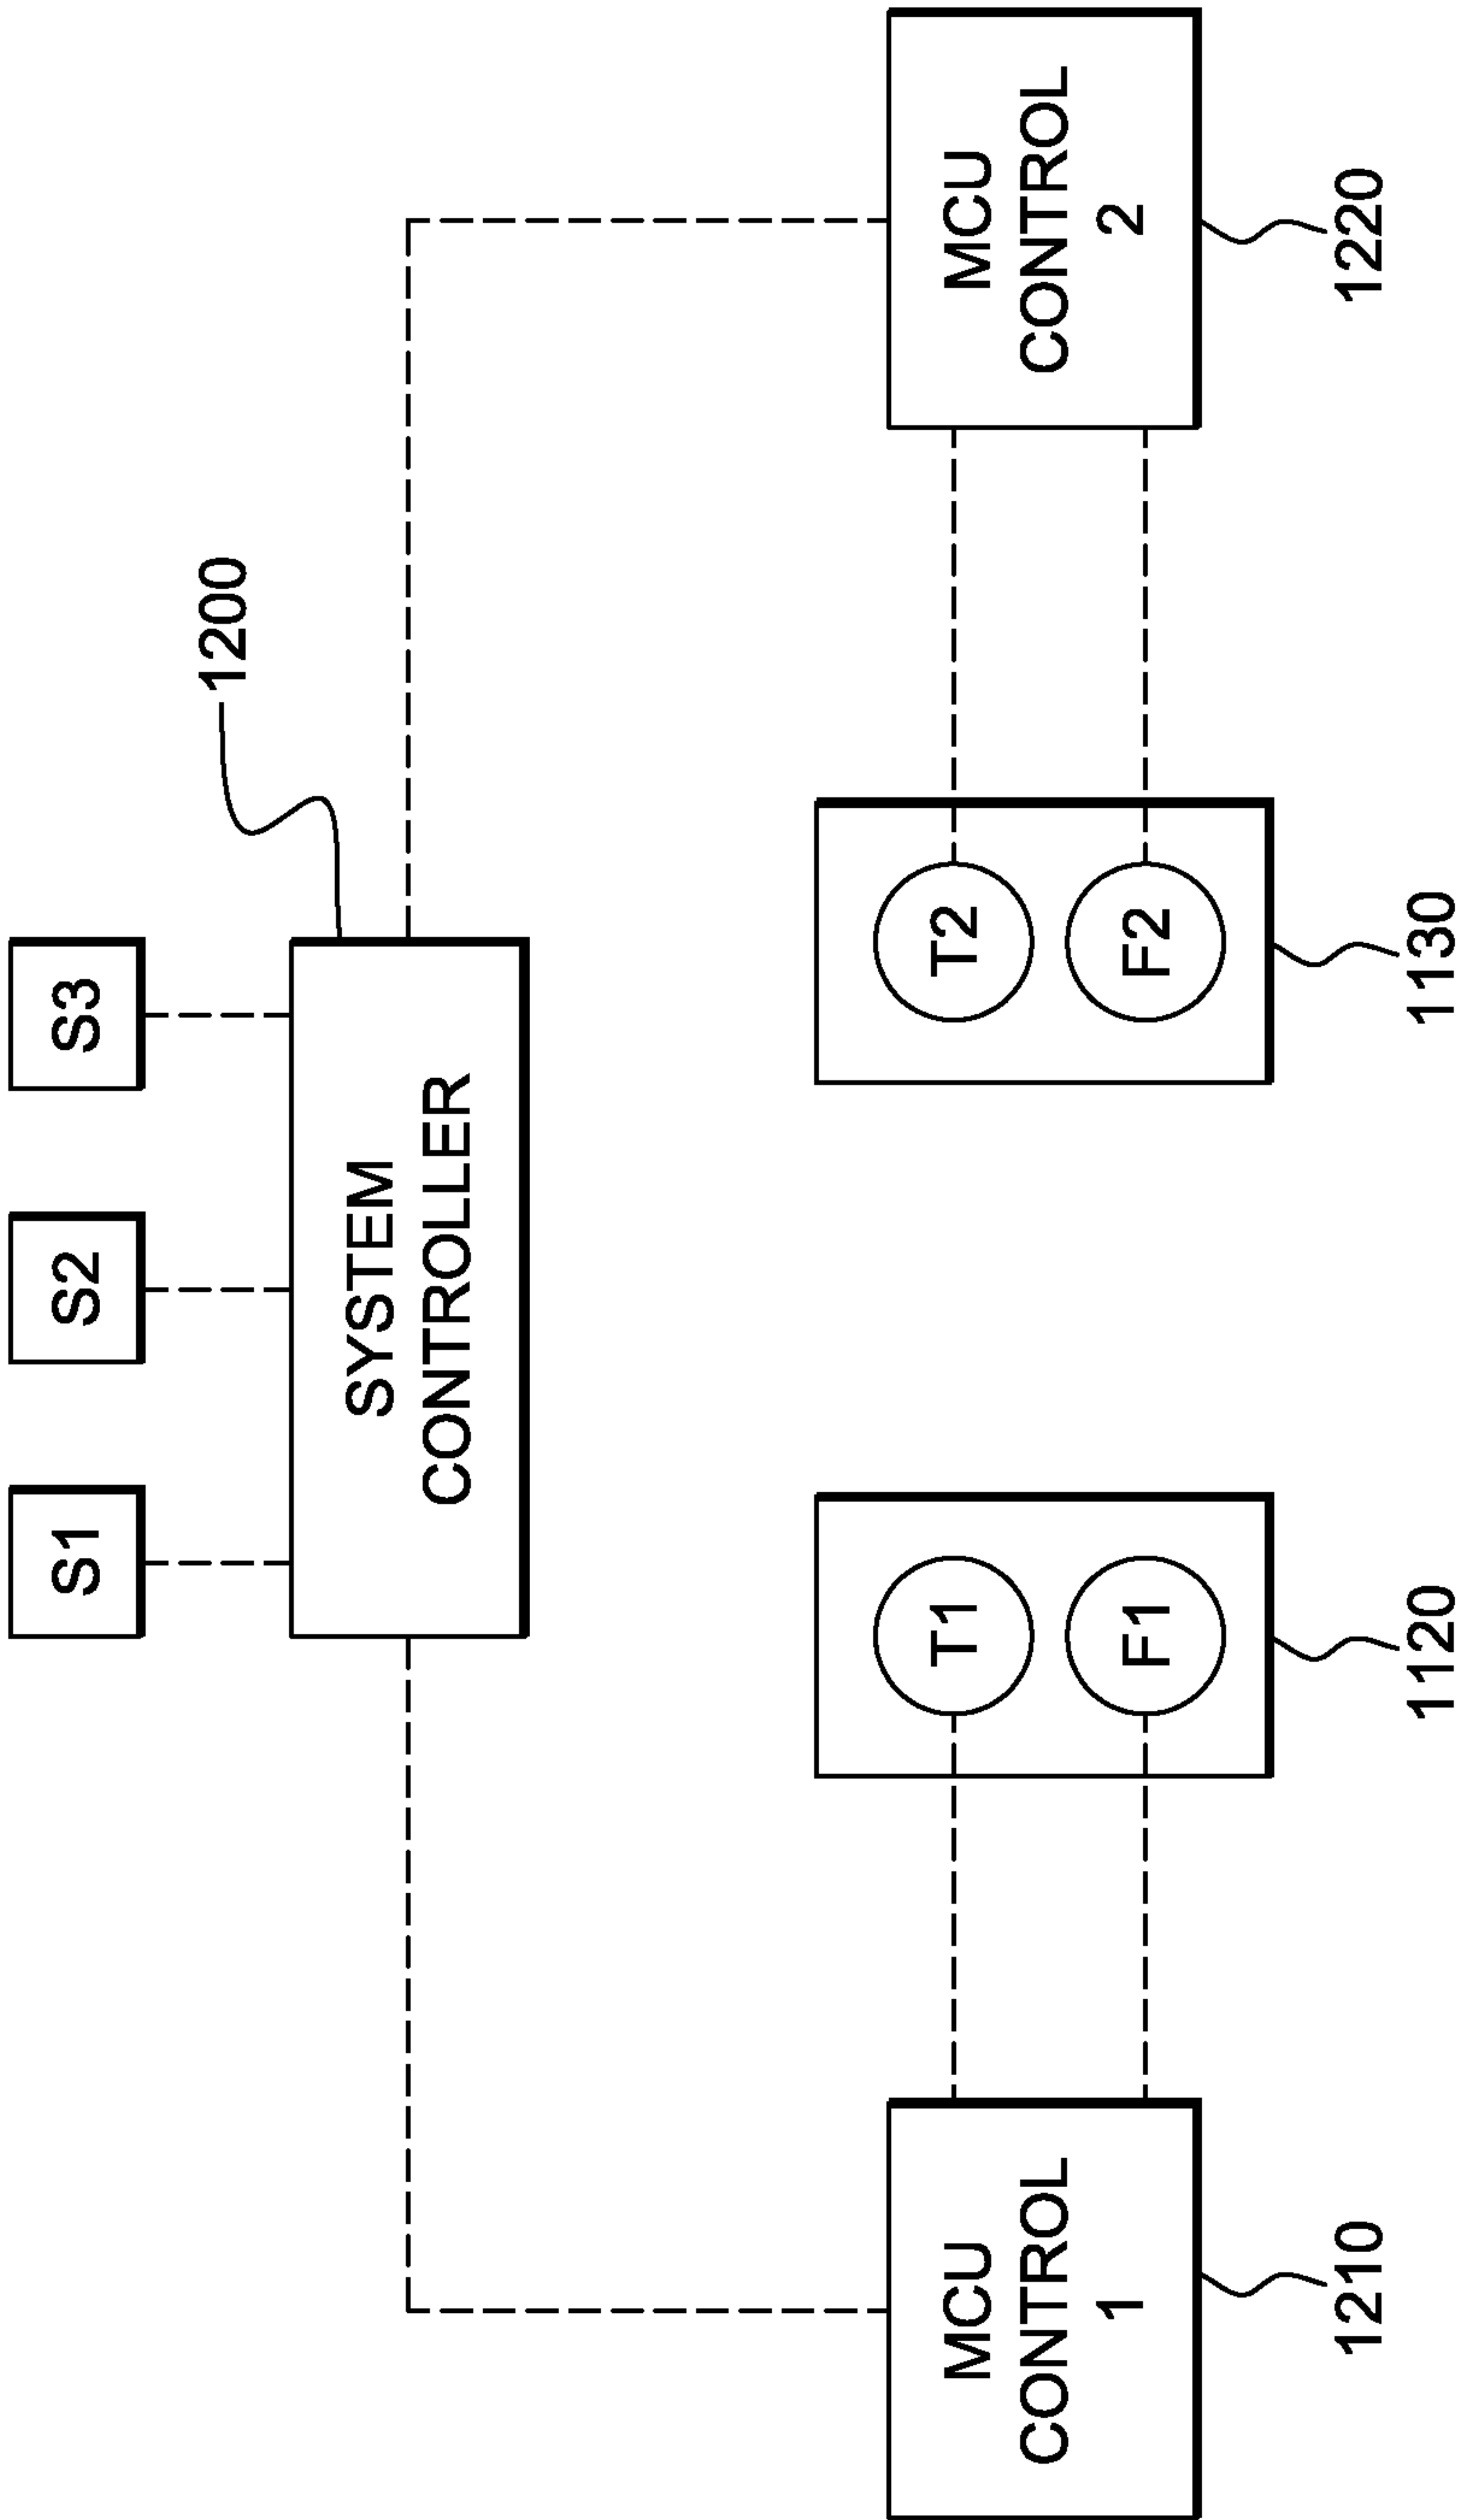 S1
S2
S3
1200
SYSTEM
CONTROLLER
MCU
CONTROL
1
T1
F1
T2
F2
MCU
CONTROL
2
1210
1120
1130
1220